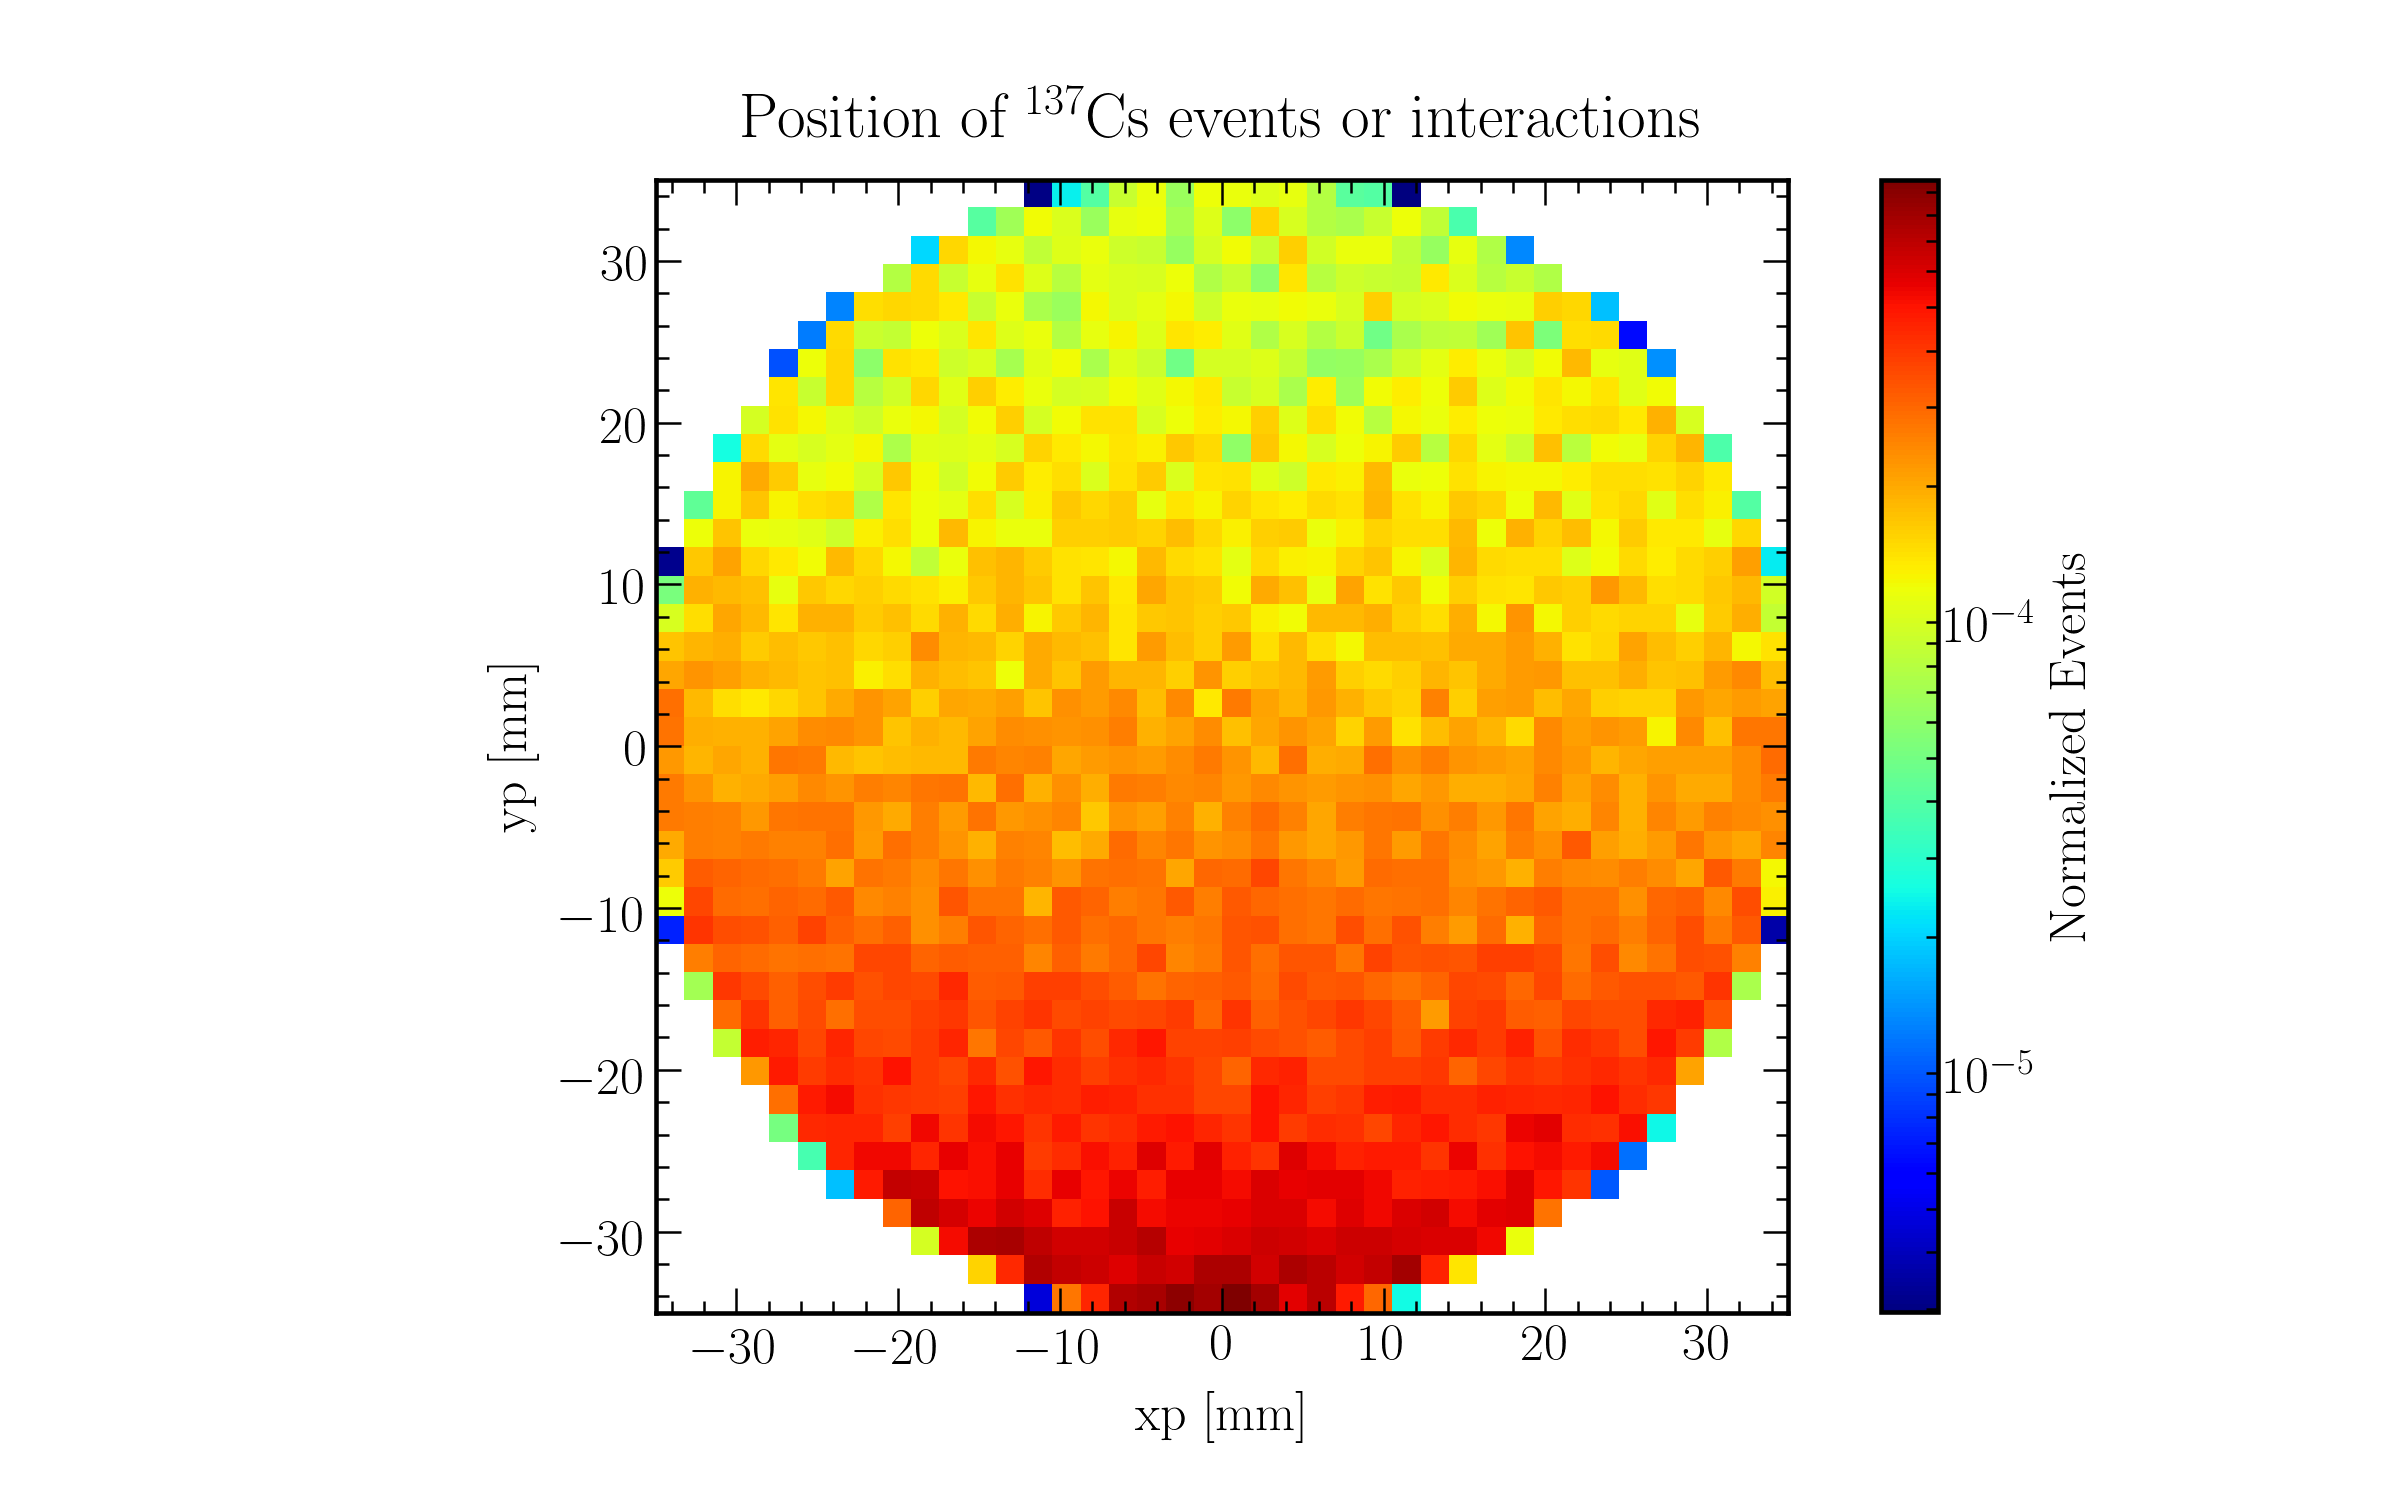 Position of ¹³⁷Cs events or interactions
30
20
10
0
−10
−20
−30
yp [mm]
−30 −20 −10 0 10 20 30
xp [mm]
10⁻⁴
10⁻⁵
Normalized Events